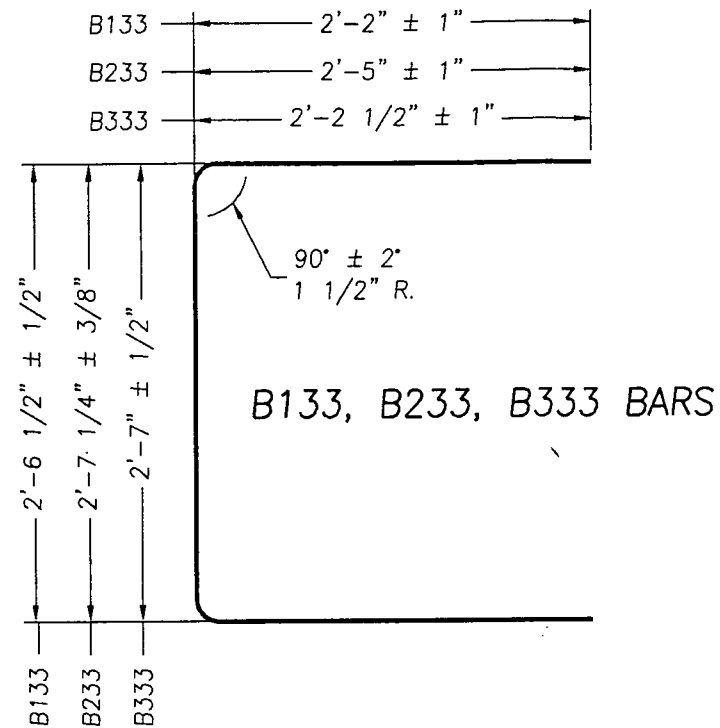 B133 2'-2" ± 1"
B233 2'-5" ± 1"
B333 2'-2 1/2" ± 1"
90° ± 2°
1 1/2" R.
2'-6 1/2" ± 1/2"
2'-7 1/4" ± 3/8"
2'-7" ± 1/2"
B133, B233, B333 BARS
B133
B233
B333